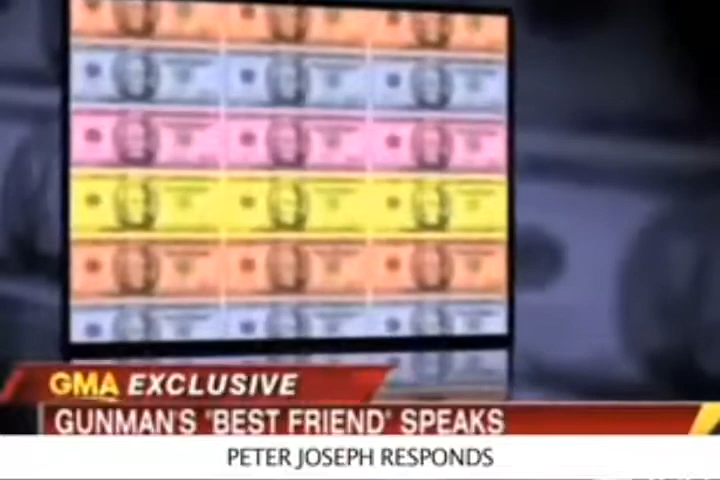 GMA EXCLUSIVE
GUNMAN'S "BEST FRIEND" SPEAKS
PETER JOSEPH RESPONDS